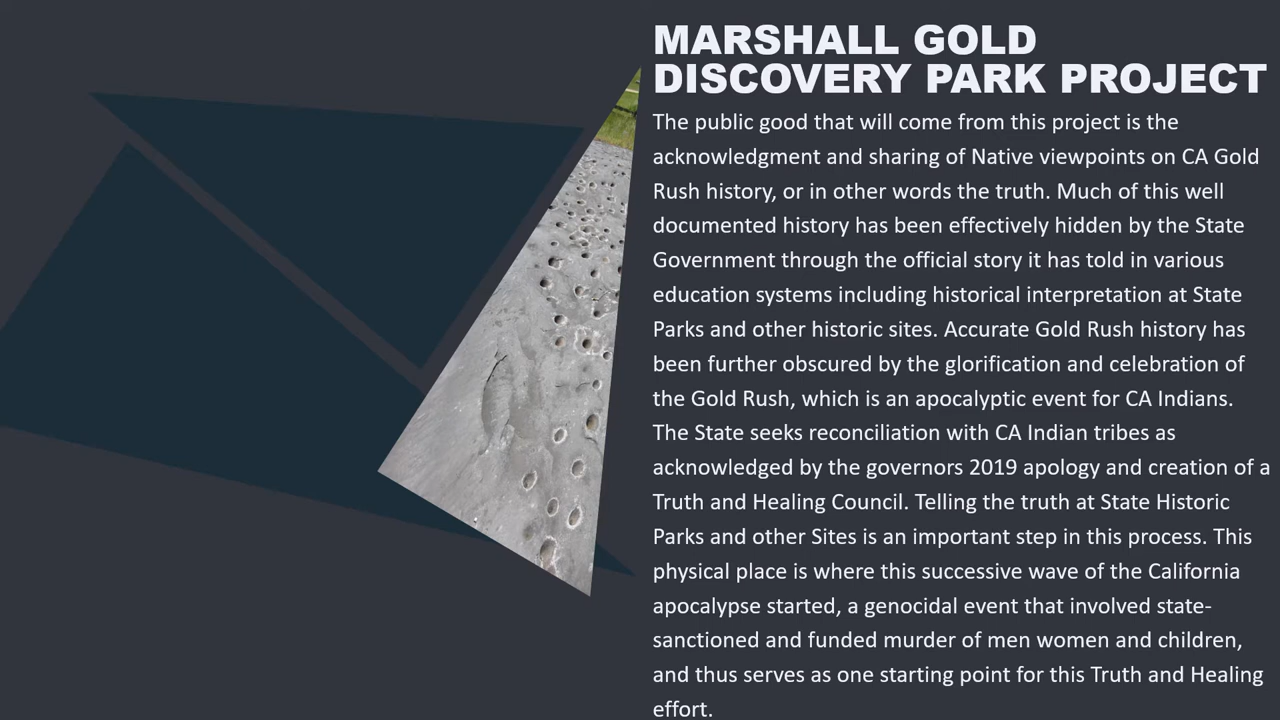 MARSHALL GOLD
DISCOVERY PARK PROJECT
The public good that will come from this project is the
acknowledgment and sharing of Native viewpoints on CA Gold
Rush history, or in other words the truth. Much of this well
documented history has been effectively hidden by the State
Government through the official story it has told in various
education systems including historical interpretation at State
Parks and other historic sites. Accurate Gold Rush history has
been further obscured by the glorification and celebration of
the Gold Rush, which is an apocalyptic event for CA Indians.
The State seeks reconciliation with CA Indian tribes as
acknowledged by the governors 2019 apology and creation of a
Truth and Healing Council. Telling the truth at State Historic
Parks and other Sites is an important step in this process. This
physical place is where this successive wave of the California
apocalypse started, a genocidal event that involved state-
sanctioned and funded murder of men women and children,
and thus serves as one starting point for this Truth and Healing
effort.